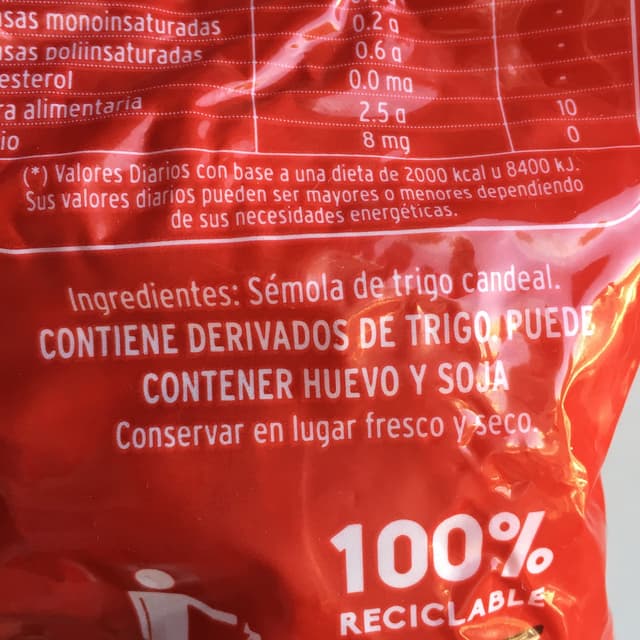 sas monoinsaturadas 0.2 g
sas poliinsaturadas 0.6 g -
esterol 0.0 mg -
ra alimentaria 2.5 g 10
io 8 mg 0
(*) Valores Diarios con base a una dieta de 2000 kcal u 8400 kJ.
Sus valores diarios pueden ser mayores o menores dependiendo
de sus necesidades energéticas.
Ingredientes: Sémola de trigo candeal.
CONTIENE DERIVADOS DE TRIGO. PUEDE
CONTENER HUEVO Y SOJA
Conservar en lugar fresco y seco.
100%
RECICLABLE